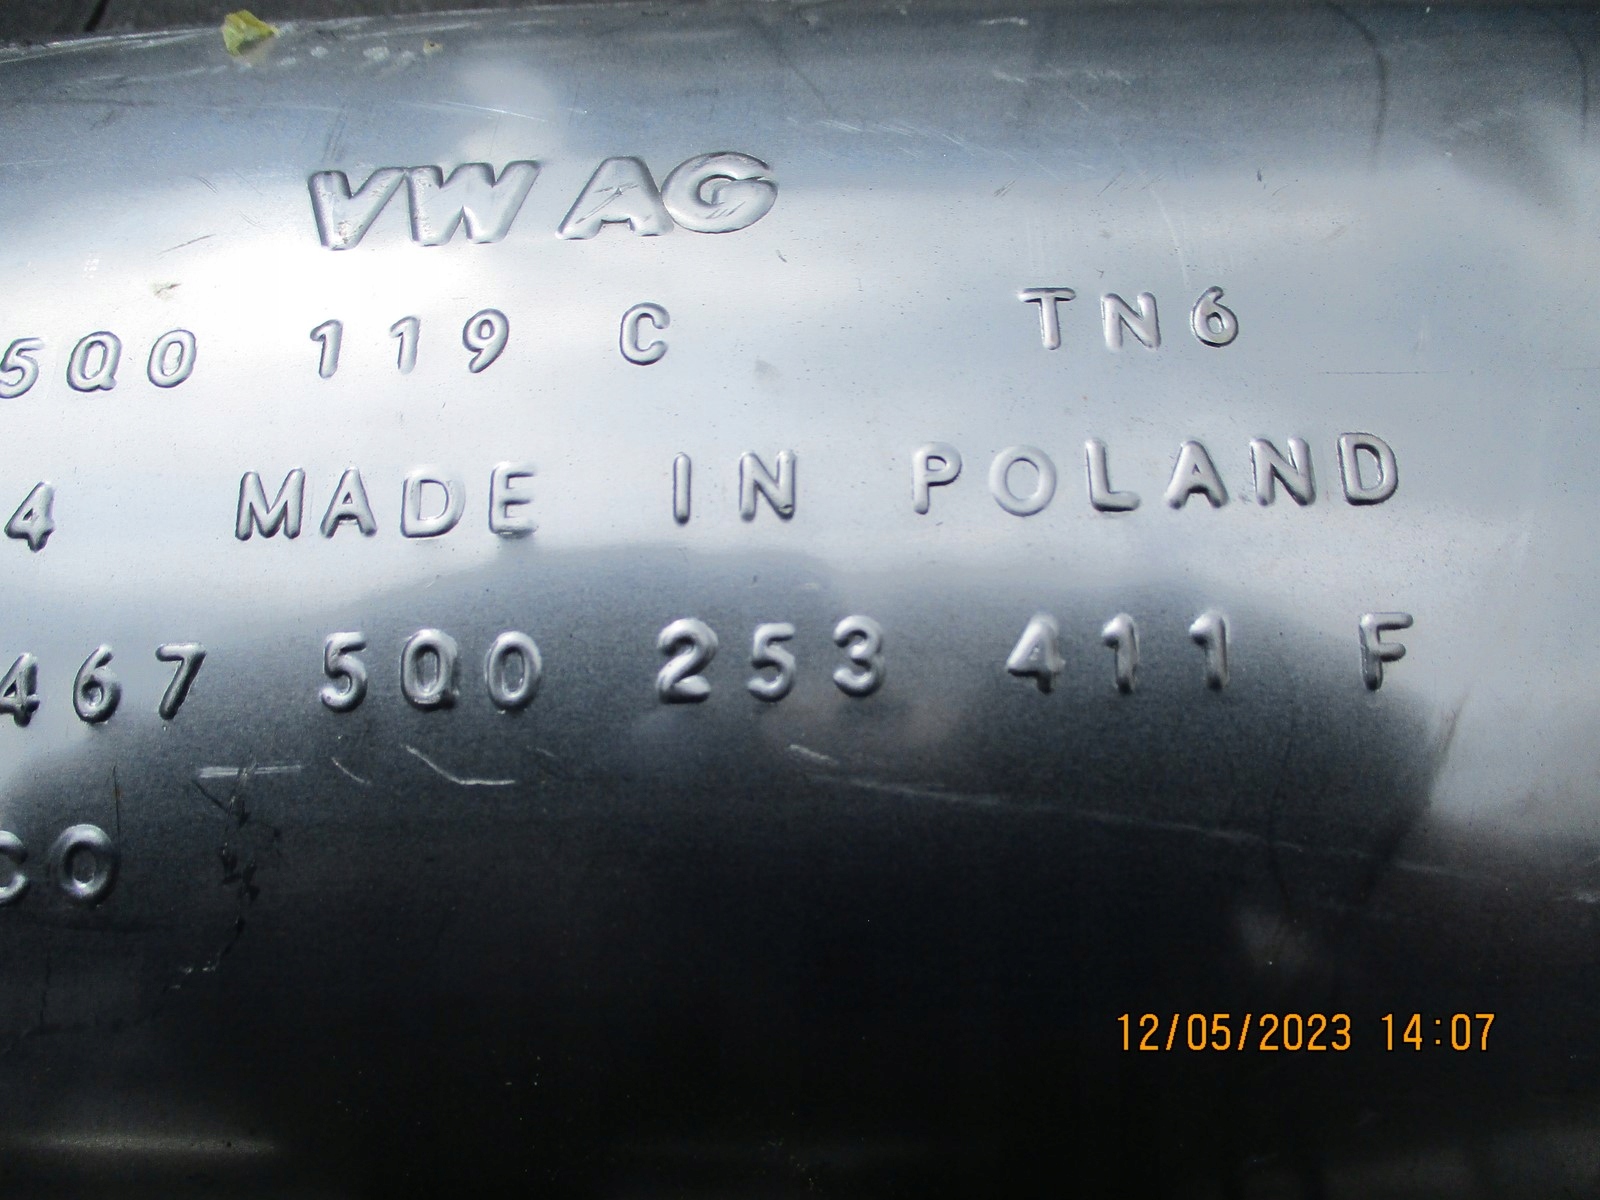 VW AG
5Q0 119 C TN6
4 MADE IN POLAND
467 5Q0 253 411 F
CO
12/05/2023 14:07